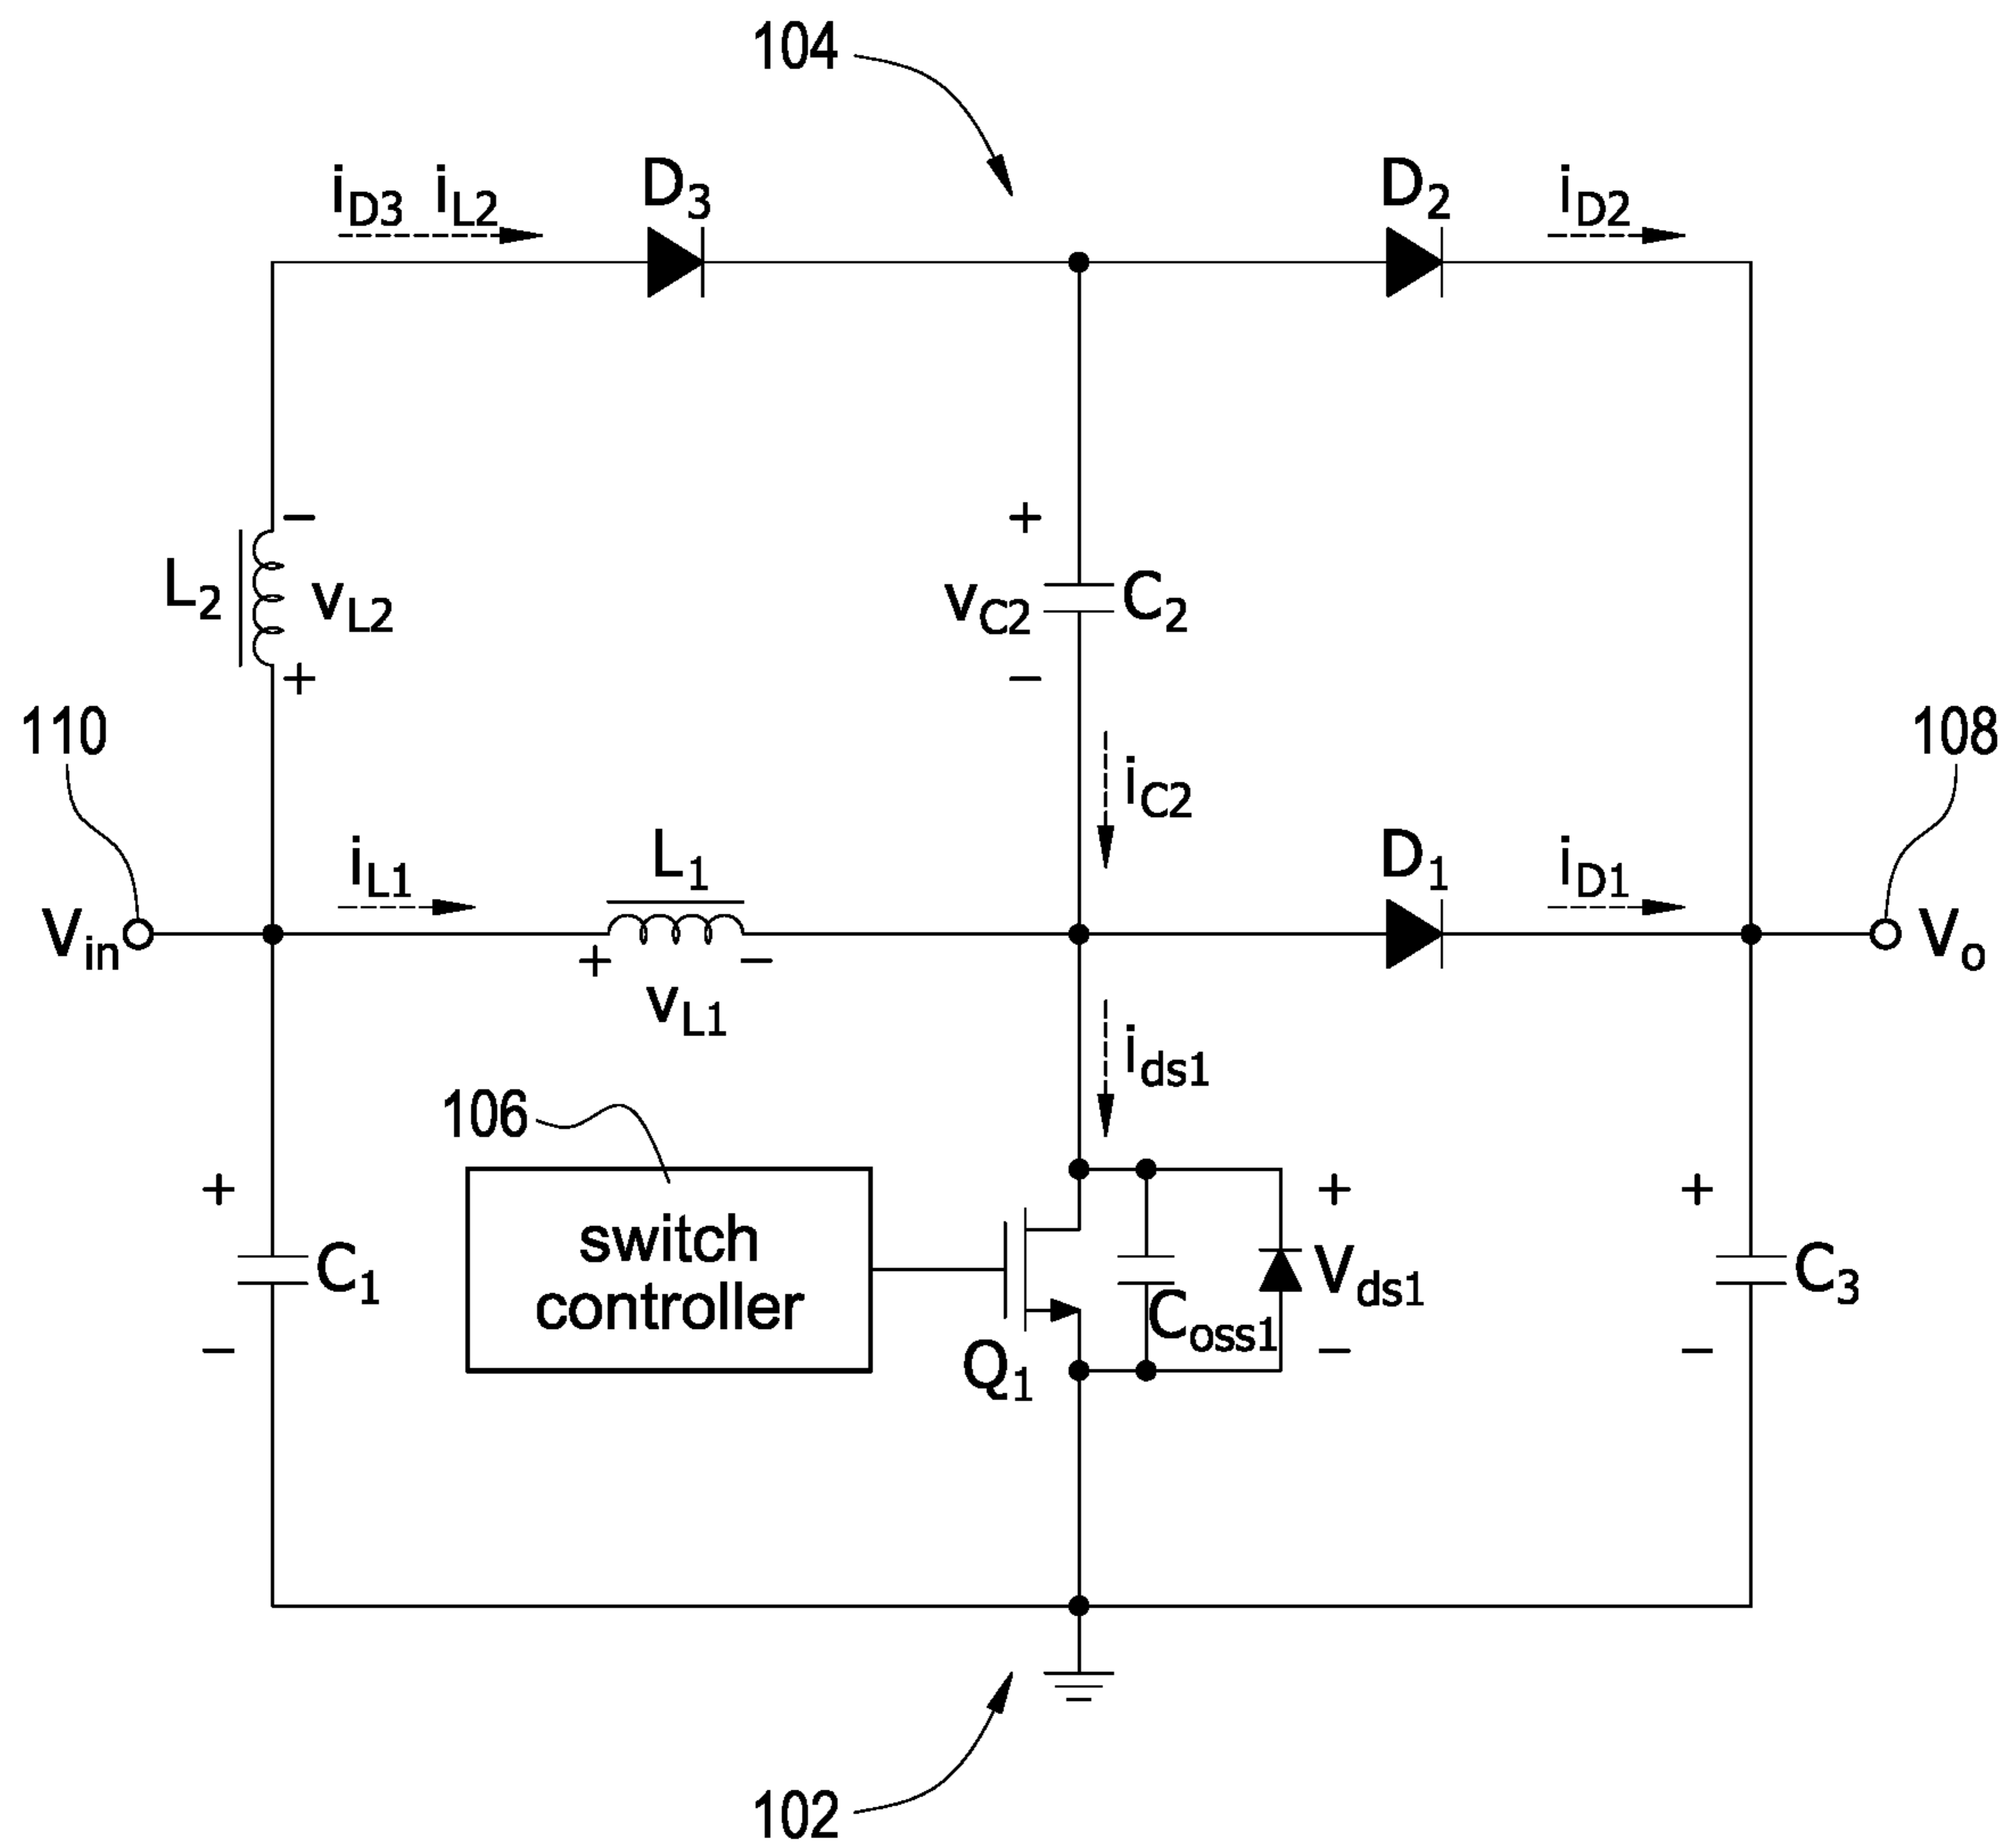 104
iD3 iL2
D3
D2
iD2
−
+
L2
vL2
vC2
C2
+
−
110
108
iC2
iL1
L1
D1
iD1
Vin
Vo
+
−
vL1
ids1
106
+
+
+
switch
controller
C1
Coss1
Vds1
C3
−
−
−
Q1
102